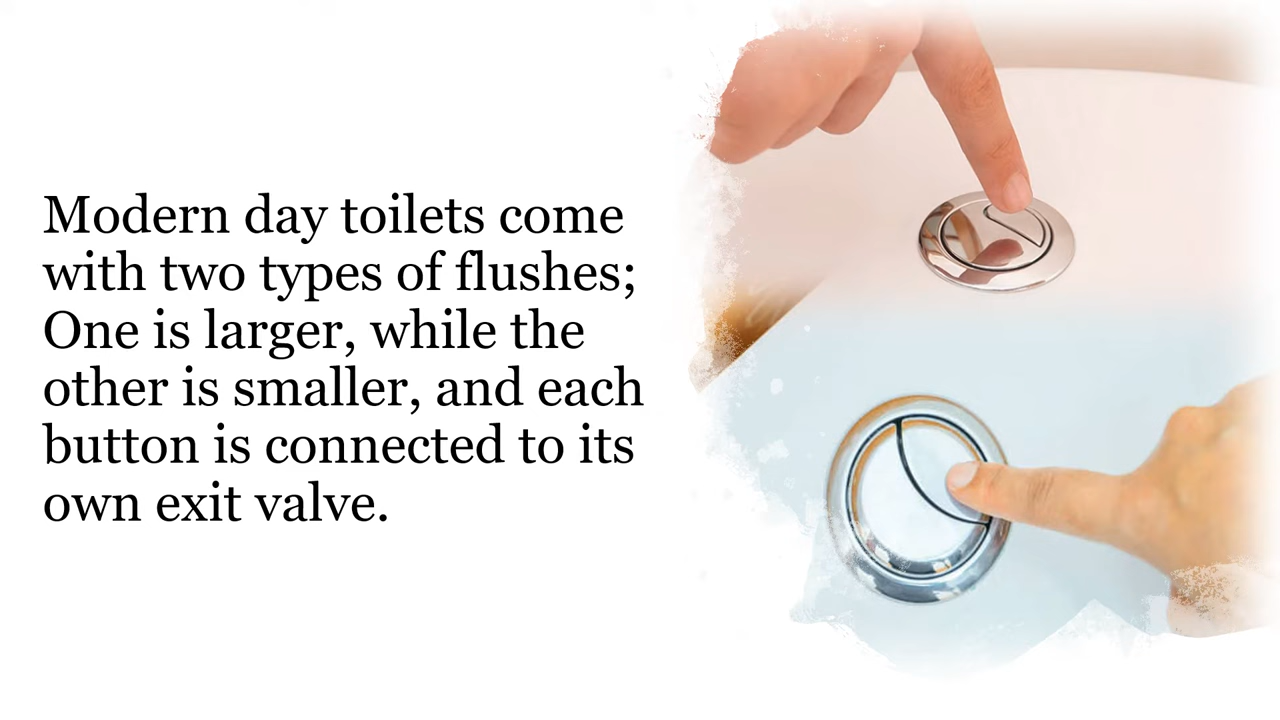 Modern day toilets come
with two types of flushes;
One is larger, while the
other is smaller, and each
button is connected to its
own exit valve.